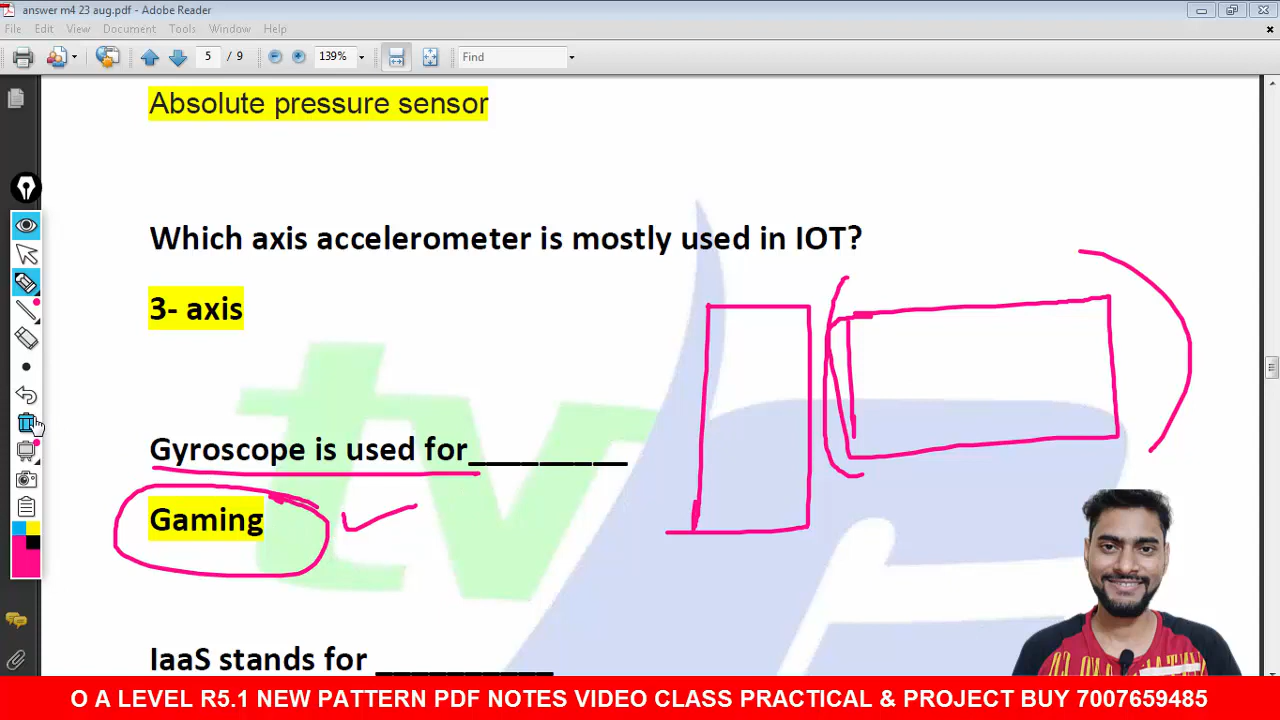 answer m4 23 aug.pdf - Adobe Reader
File Edit View Document Tools Window Help
5 / 9 139% Find
Absolute pressure sensor
Which axis accelerometer is mostly used in IOT?
3- axis
Gyroscope is used for________
Gaming
IaaS stands for __________
tv
O A LEVEL R5.1 NEW PATTERN PDF NOTES VIDEO CLASS PRACTICAL & PROJECT BUY 7007659485